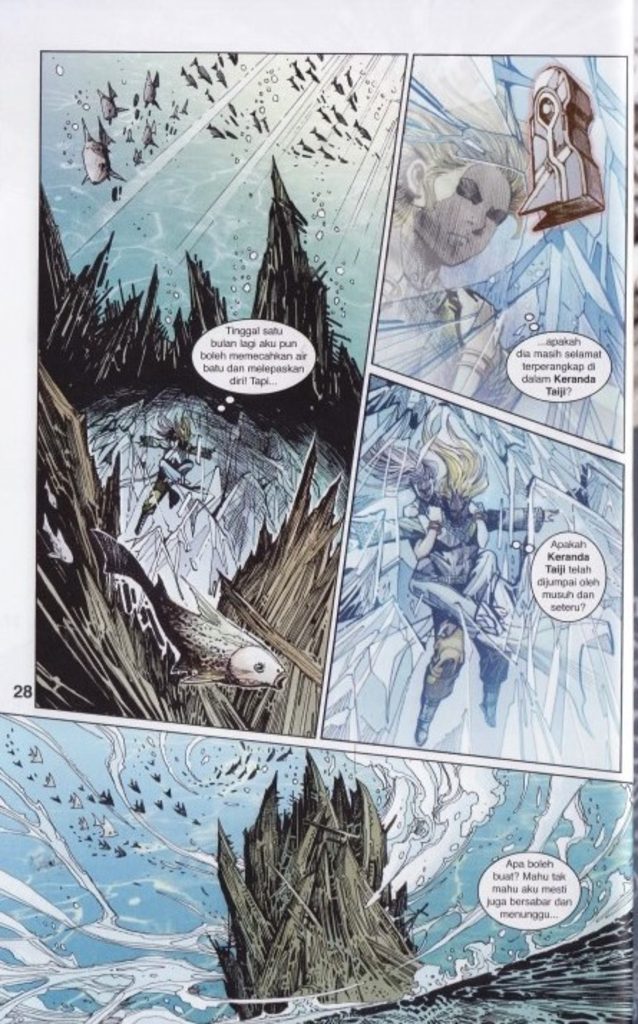 Tinggal satu
bulan lagi aku pun
boleh memecahkan air
batu dan melepaskan
diri! Tapi...
...apakah
dia masih selamat
terperangkap di
dalam Keranda
Taiji?
Apakah
Keranda
Taiji telah
dijumpai oleh
musuh dan
seteru?
28
Apa boleh
buat? Mahu tak
mahu aku mesti
juga bersabar dan
menunggu...